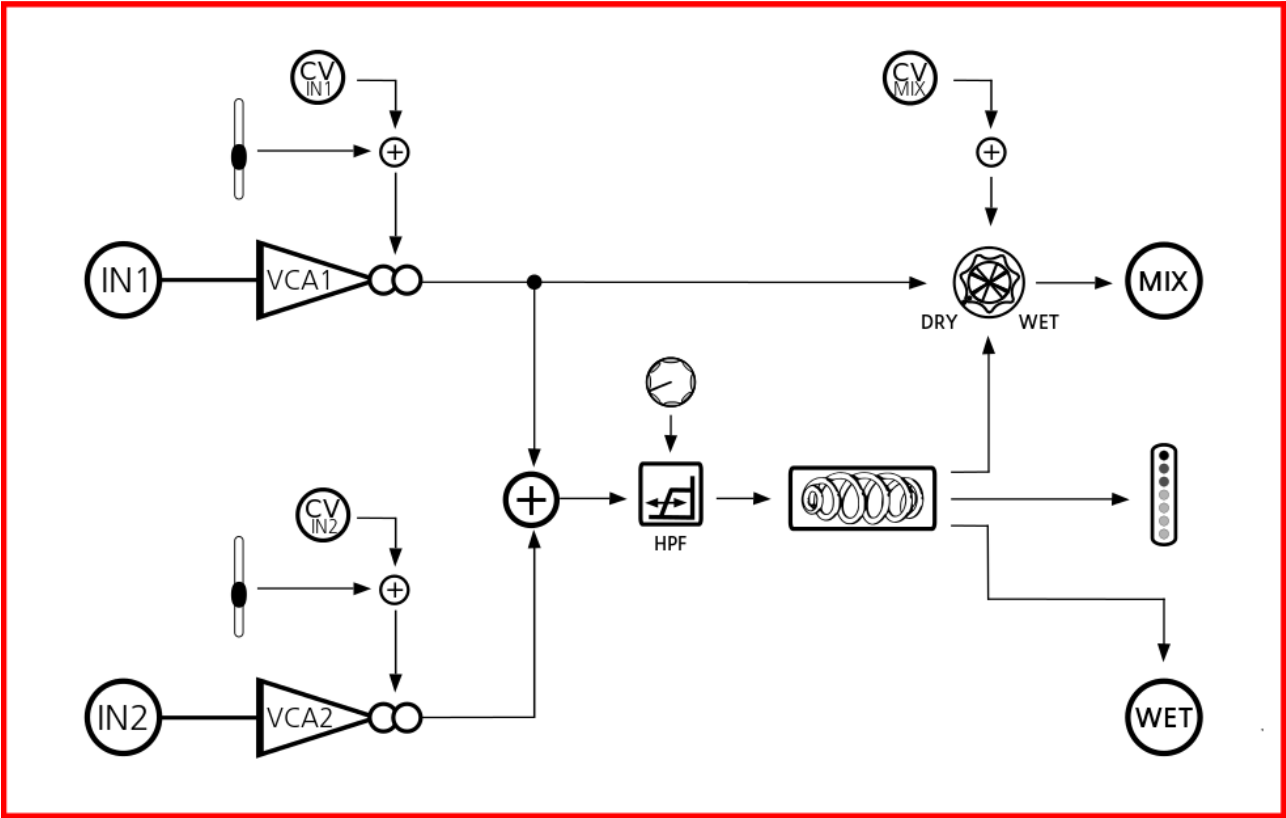 CV
IN1
CV
MIX
IN1
VCA1
MIX
DRY
WET
HPF
CV
IN2
IN2
VCA2
WET